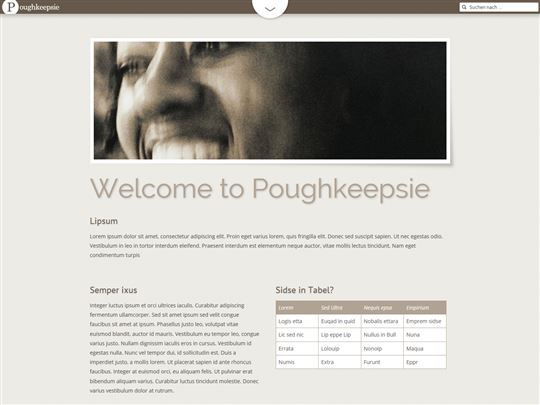 Poughkeepsie
Suchen nach ...
Welcome to Poughkeepsie
Lipsum
Lorem ipsum dolor sit amet, consectetur adipiscing elit. Proin eget varius lorem, quis fringilla elit. Donec sed suscipit sapien. Ut nec egestas odio.
Vestibulum in leo in tortor interdum eleifend. Praesent interdum est elementum neque auctor, vitae mollis lectus tincidunt. Nam eget
condimentum turpis
Semper ixus
Integer luctus ipsum et orci ultrices iaculis. Curabitur adipiscing
fermentum ullamcorper. Sed sit amet ipsum sed velit congue
faucibus sit amet at ipsum. Phasellus justo leo, volutpat vitae
euismod blandit, auctor id mauris. Vestibulum eu tempor leo, congue
varius justo. Nullam dignissim iaculis eros in cursus. Vestibulum id
egestas nulla. Nunc vel tempor dui, id sollicitudin est. Duis a
imperdiet justo, a mollis lorem. Ut placerat sapien id ante rhoncus
faucibus. Integer at euismod orci, eu aliquam felis. Ut pulvinar erat
bibendum aliquam varius. Curabitur luctus tincidunt molestie. Donec
varius vestibulum dolor at rutrum.
Sidse in Tabel?
Lorem Sed Ultra Nequis epsa Empirium
Logis etta Euqad in quid Nobalis ettara Emprem sidse
Lic sed nic Lip eppe Lip Nullus in Bull Nuna
Errata Lolouip Nonoip Maqua
Numis Extra Furunt Eppr